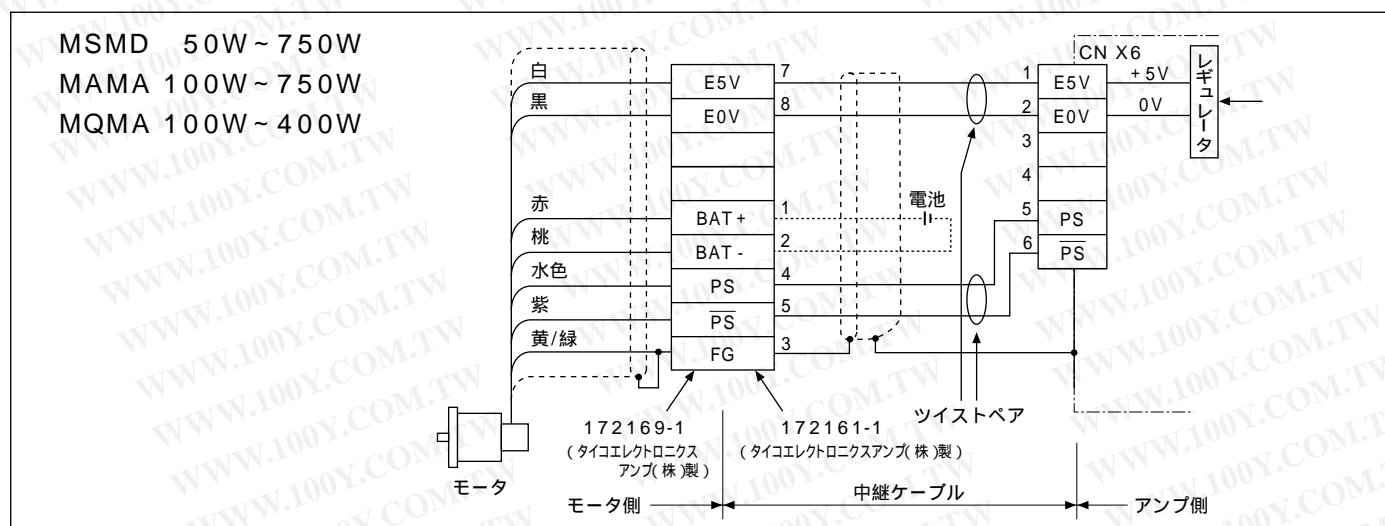 MSMD 50W~750W
MAMA 100W~750W
MQMA 100W~400W
CN X6
白
E5V
7
1
E5V
+5V
レギュレータ
黒
E0V
8
2
E0V
0V
3
4
赤
BAT+
1
電池
5
PS
桃
BAT-
2
6
PS
水色
PS
4
紫
PS
5
黄/緑
FG
3
172169-1
(タイコエレクトロニクス
アンプ(株)製)
172161-1
(タイコエレクトロニクスアンプ(株)製)
ツイストペア
モータ
モータ側
中継ケーブル
アンプ側
WWW.100Y.COM.TW